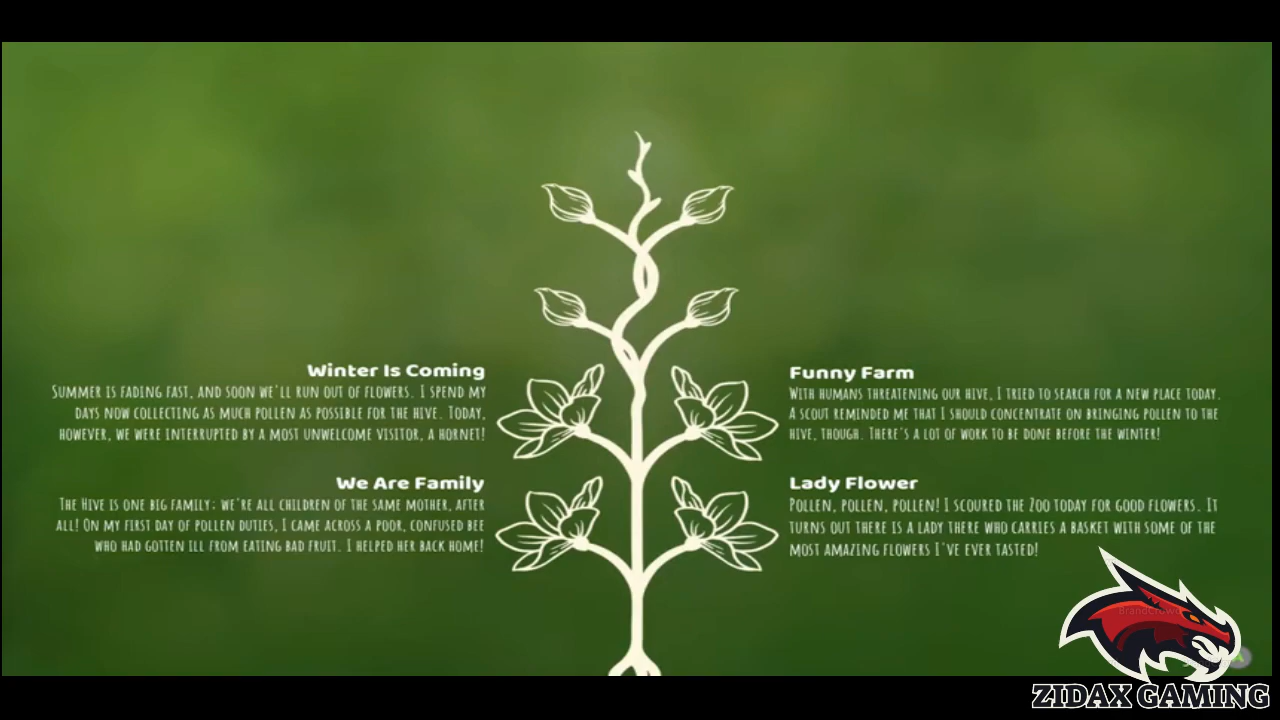 Winter Is Coming
Summer is fading fast, and soon we'll run out of flowers. I spend my
days now collecting as much pollen as possible for the hive. Today,
however, we were interrupted by a most unwelcome visitor, a hornet!
Funny Farm
With humans threatening our hive, I tried to search for a new place today.
A scout reminded me that I should concentrate on bringing pollen to the
hive, though. There's a lot of work to be done before the winter!
We Are Family
The Hive is one big family: we're all children of the same mother, after
all! On my first day of pollen duties, I came across a poor, confused bee
who had gotten ill from eating bad fruit. I helped her back home!
Lady Flower
Pollen, pollen, pollen! I scoured the Zoo today for good flowers. It
turns out there is a lady there who carries a basket with some of the
most amazing flowers I've ever tasted!
BrandCrowd
A
ZIDAX GAMING